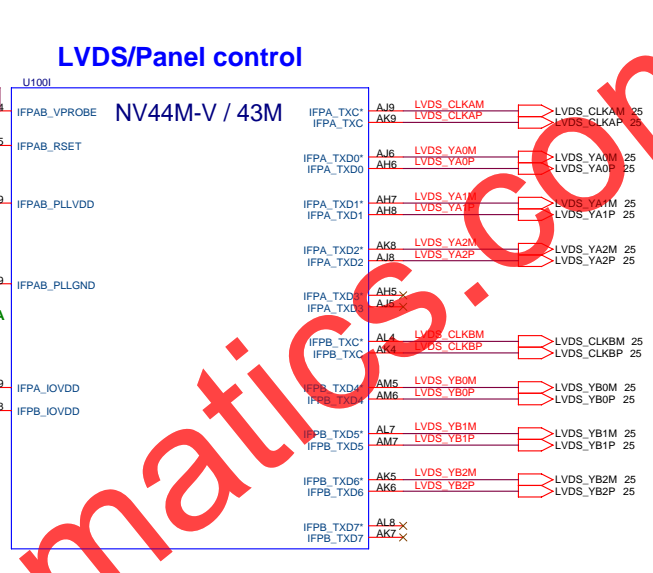 LVDS/Panel control
U100I
NV44M-V / 43M
IFPAB_VPROBE
IFPAB_RSET
IFPAB_PLLVDD
IFPAB_PLLGND
IFPA_IOVDD
IFPB_IOVDD
IFPA_TXC* AJ9 LVDS_CLKAM LVDS_CLKAM 25
IFPA_TXC AK9 LVDS_CLKAP LVDS_CLKAP 25
IFPA_TXD0* AJ6 LVDS_YA0M LVDS_YA0M 25
IFPA_TXD0 AH6 LVDS_YA0P LVDS_YA0P 25
IFPA_TXD1* AH7 LVDS_YA1M LVDS_YA1M 25
IFPA_TXD1 AH8 LVDS_YA1P LVDS_YA1P 25
IFPA_TXD2* AK8 LVDS_YA2M LVDS_YA2M 25
IFPA_TXD2 AJ8 LVDS_YA2P LVDS_YA2P 25
IFPA_TXD3* AH5
IFPA_TXD3 AJ5
IFPB_TXC* AL4 LVDS_CLKBM LVDS_CLKBM 25
IFPB_TXC AK4 LVDS_CLKBP LVDS_CLKBP 25
IFPB_TXD4* AM5 LVDS_YB0M LVDS_YB0M 25
IFPB_TXD4 AM6 LVDS_YB0P LVDS_YB0P 25
IFPB_TXD5* AL7 LVDS_YB1M LVDS_YB1M 25
IFPB_TXD5 AM7 LVDS_YB1P LVDS_YB1P 25
IFPB_TXD6* AK5 LVDS_YB2M LVDS_YB2M 25
IFPB_TXD6 AK6 LVDS_YB2P LVDS_YB2P 25
IFPB_TXD7* AL8
IFPB_TXD7 AK7
matics.com